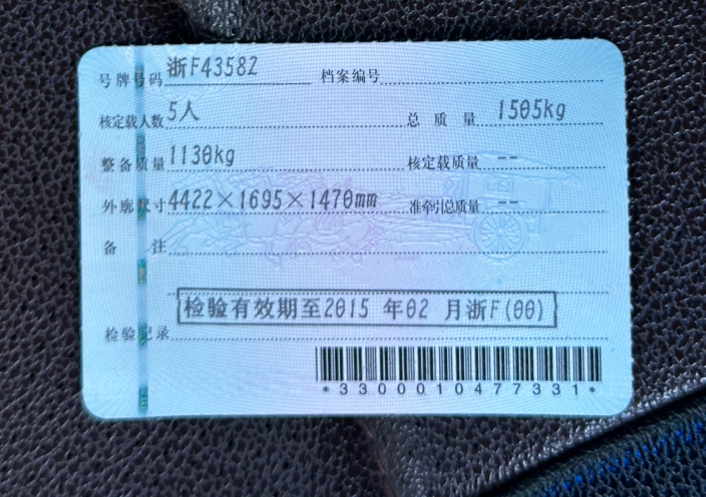 号牌号码 浙F43582 档案编号
核定载人数 5人 总质量 1505kg
整备质量 1130kg 核定载质量 --
外廓尺寸 4422×1695×1470mm 准牵引总质量 --
备注
检验有效期至2015 年02 月浙F(00)
检验记录
*3300010477331*